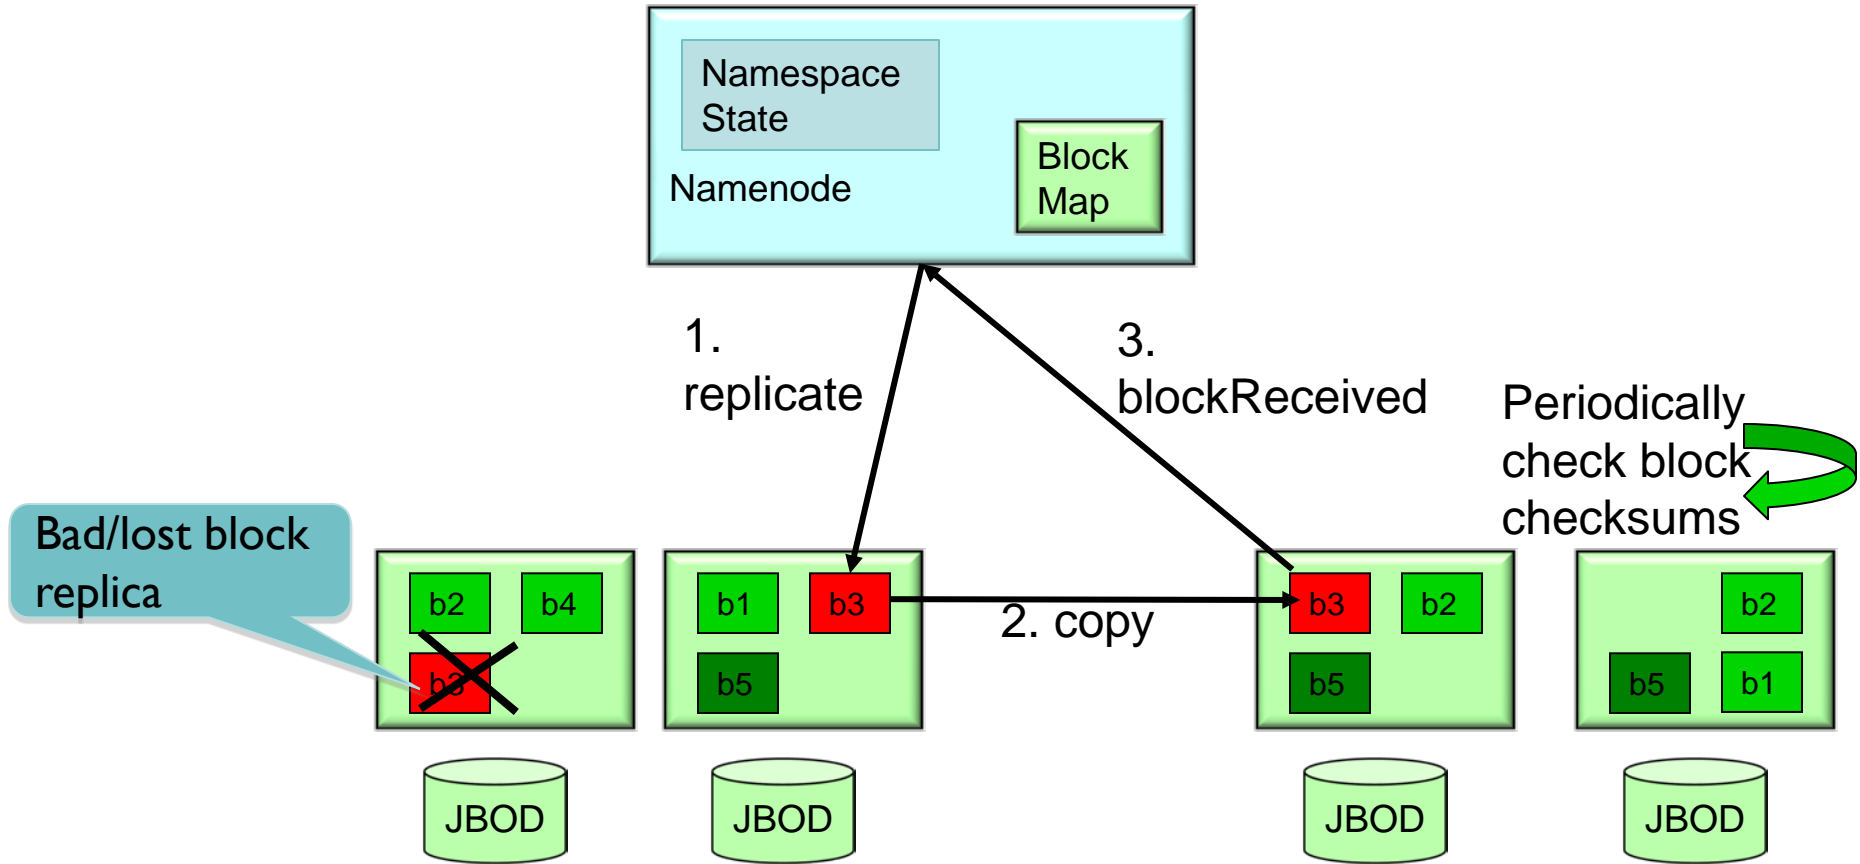 Namespace
State
Namenode
Block
Map
1.
replicate
3.
blockReceived
Periodically
check block
checksums
Bad/lost block
replica
b2
b4
b3
b1
b3
b5
2. copy
b3
b2
b5
b2
b5
b1
JBOD
JBOD
JBOD
JBOD